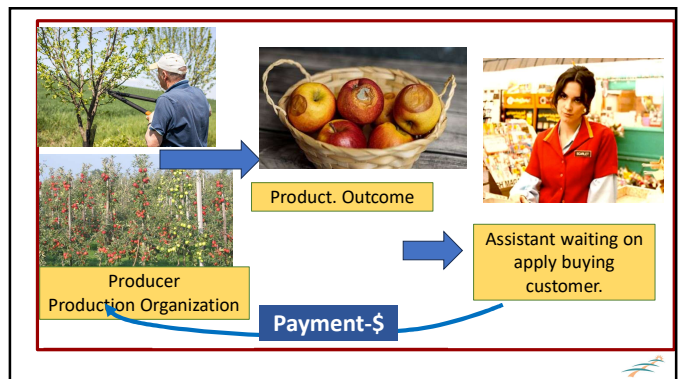 Product. Outcome
Producer
Production Organization
Assistant waiting on
apply buying
customer.
Payment-$